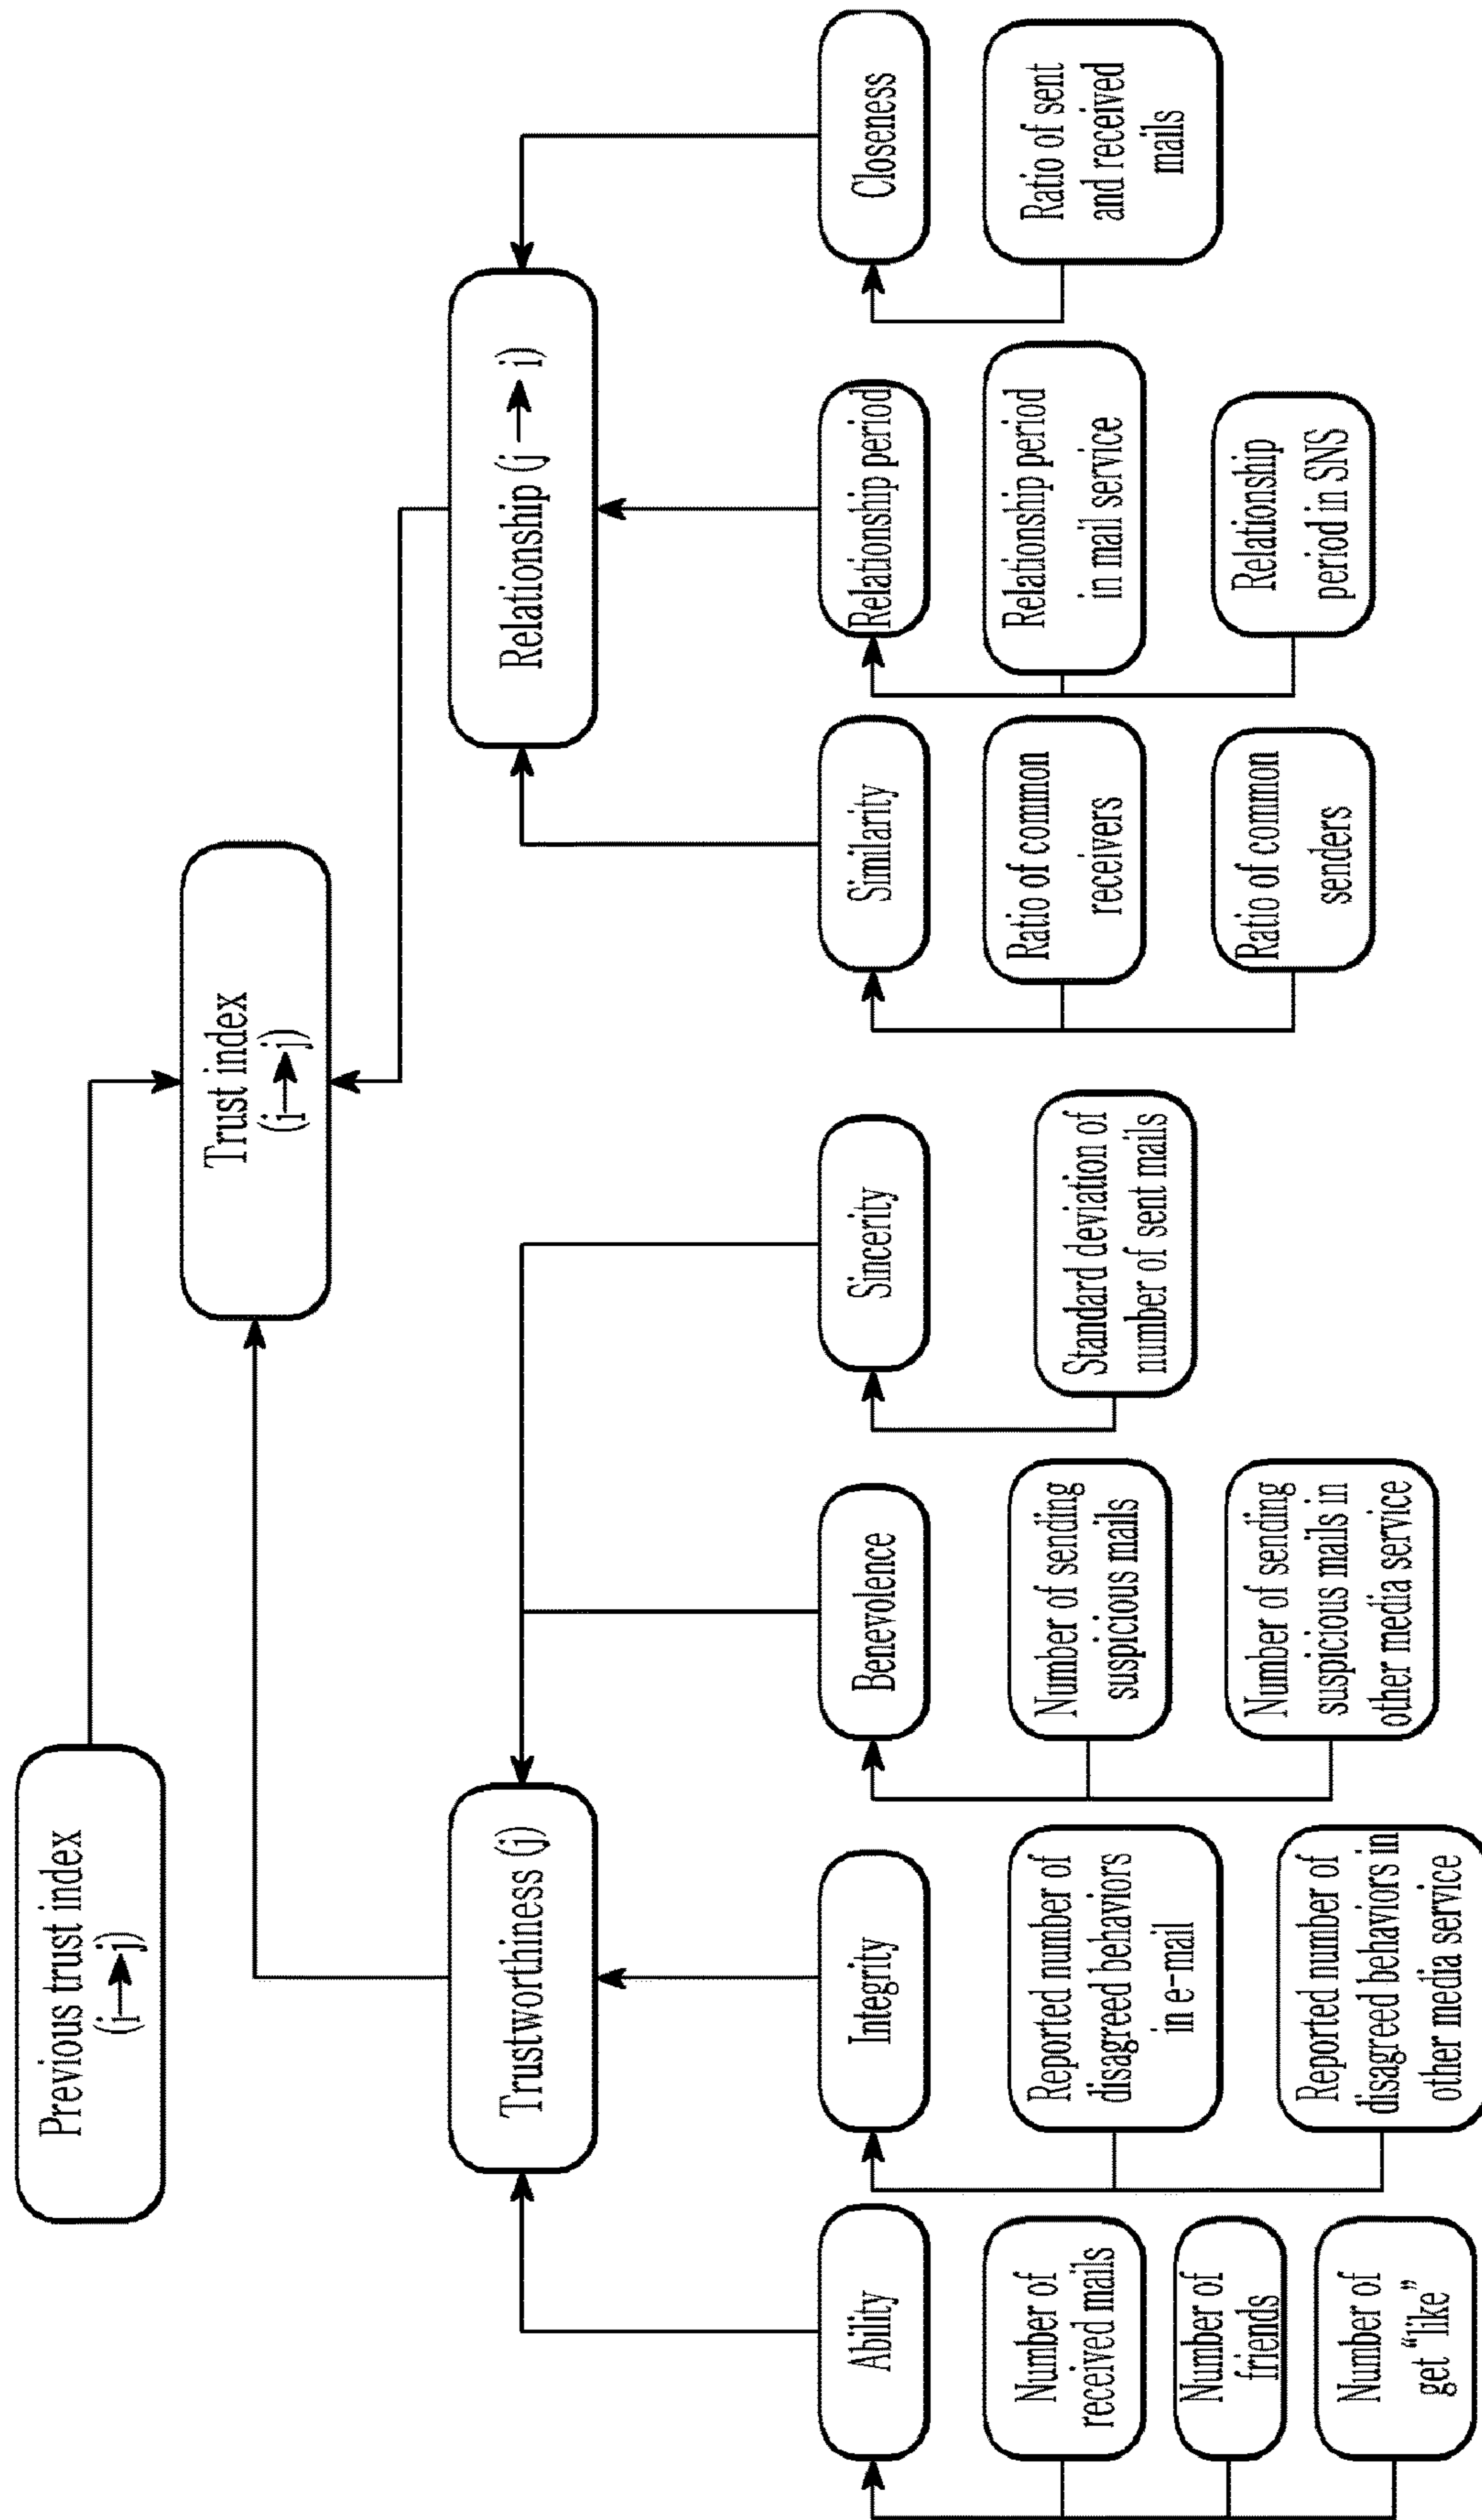 Previous trust index
(i→j)
Trust index
(i→j)
Trustworthiness (j)
Relationship (j → i)
Ability
Integrity
Benevolence
Sincerity
Similarity
Relationship period
Closeness
Number of
received mails
Number of
friends
Number of
get “like”
Reported number of
disagreed behaviors
in e-mail
Reported number of
disagreed behaviors in
other media service
Number of sending
suspicious mails
Number of sending
suspicious mails in
other media service
Standard deviation of
number of sent mails
Ratio of common
receivers
Ratio of common
senders
Relationship period
in mail service
Relationship
period in SNS
Ratio of sent
and received
mails